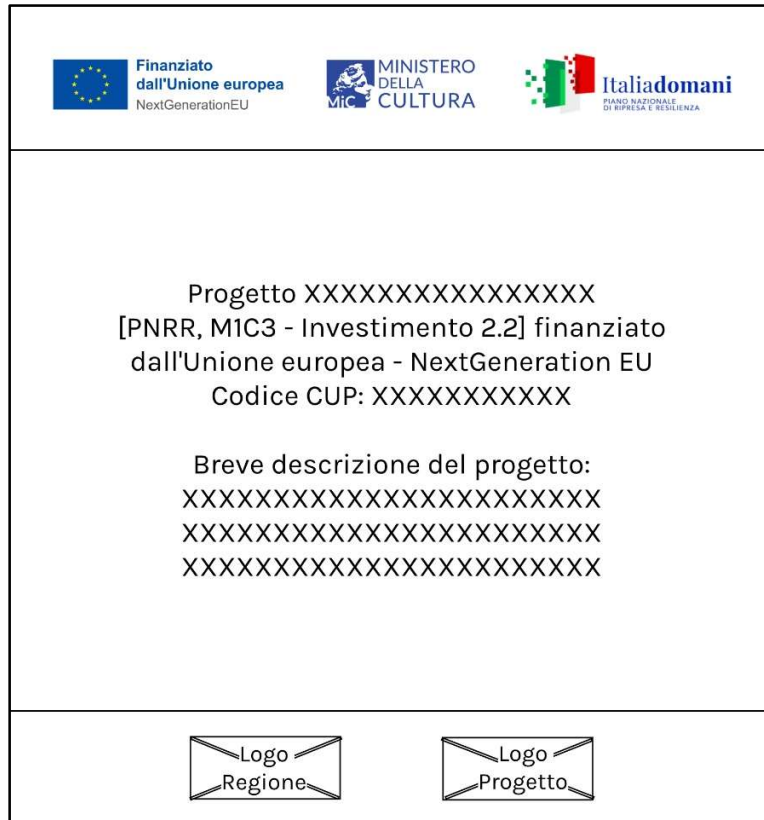 Finanziato
dall'Unione europea
NextGenerationEU
MiC
MINISTERO
DELLA
CULTURA
Italiadomani
PIANO NAZIONALE
DI RIPRESA E RESILIENZA
Progetto XXXXXXXXXXXXXXXX
[PNRR, M1C3 - Investimento 2.2] finanziato
dall'Unione europea - NextGeneration EU
Codice CUP: XXXXXXXXXXX
Breve descrizione del progetto:
XXXXXXXXXXXXXXXXXXXXXXX
XXXXXXXXXXXXXXXXXXXXXXX
XXXXXXXXXXXXXXXXXXXXXXX
Logo
Regione
Logo
Progetto